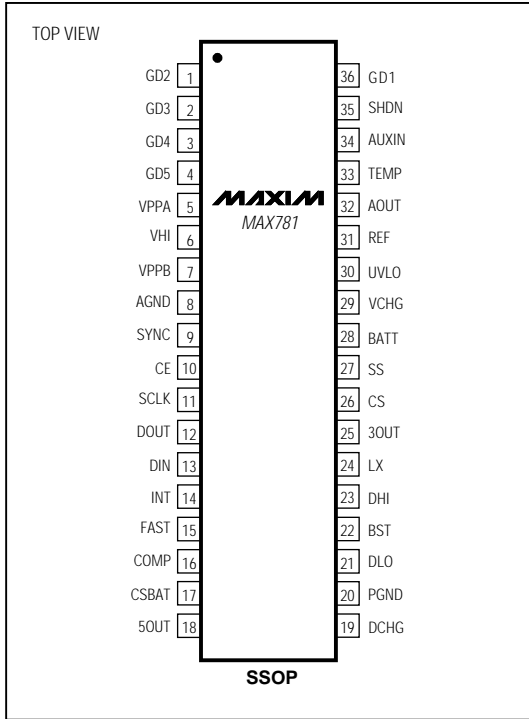 TOP VIEW
GD2 1
GD3 2
GD4 3
GD5 4
VPPA 5
VHI 6
VPPB 7
AGND 8
SYNC 9
CE 10
SCLK 11
DOUT 12
DIN 13
INT 14
FAST 15
COMP 16
CSBAT 17
5OUT 18
MAXIM
MAX781
36 GD1
35 SHDN
34 AUXIN
33 TEMP
32 AOUT
31 REF
30 UVLO
29 VCHG
28 BATT
27 SS
26 CS
25 3OUT
24 LX
23 DHI
22 BST
21 DLO
20 PGND
19 DCHG
SSOP